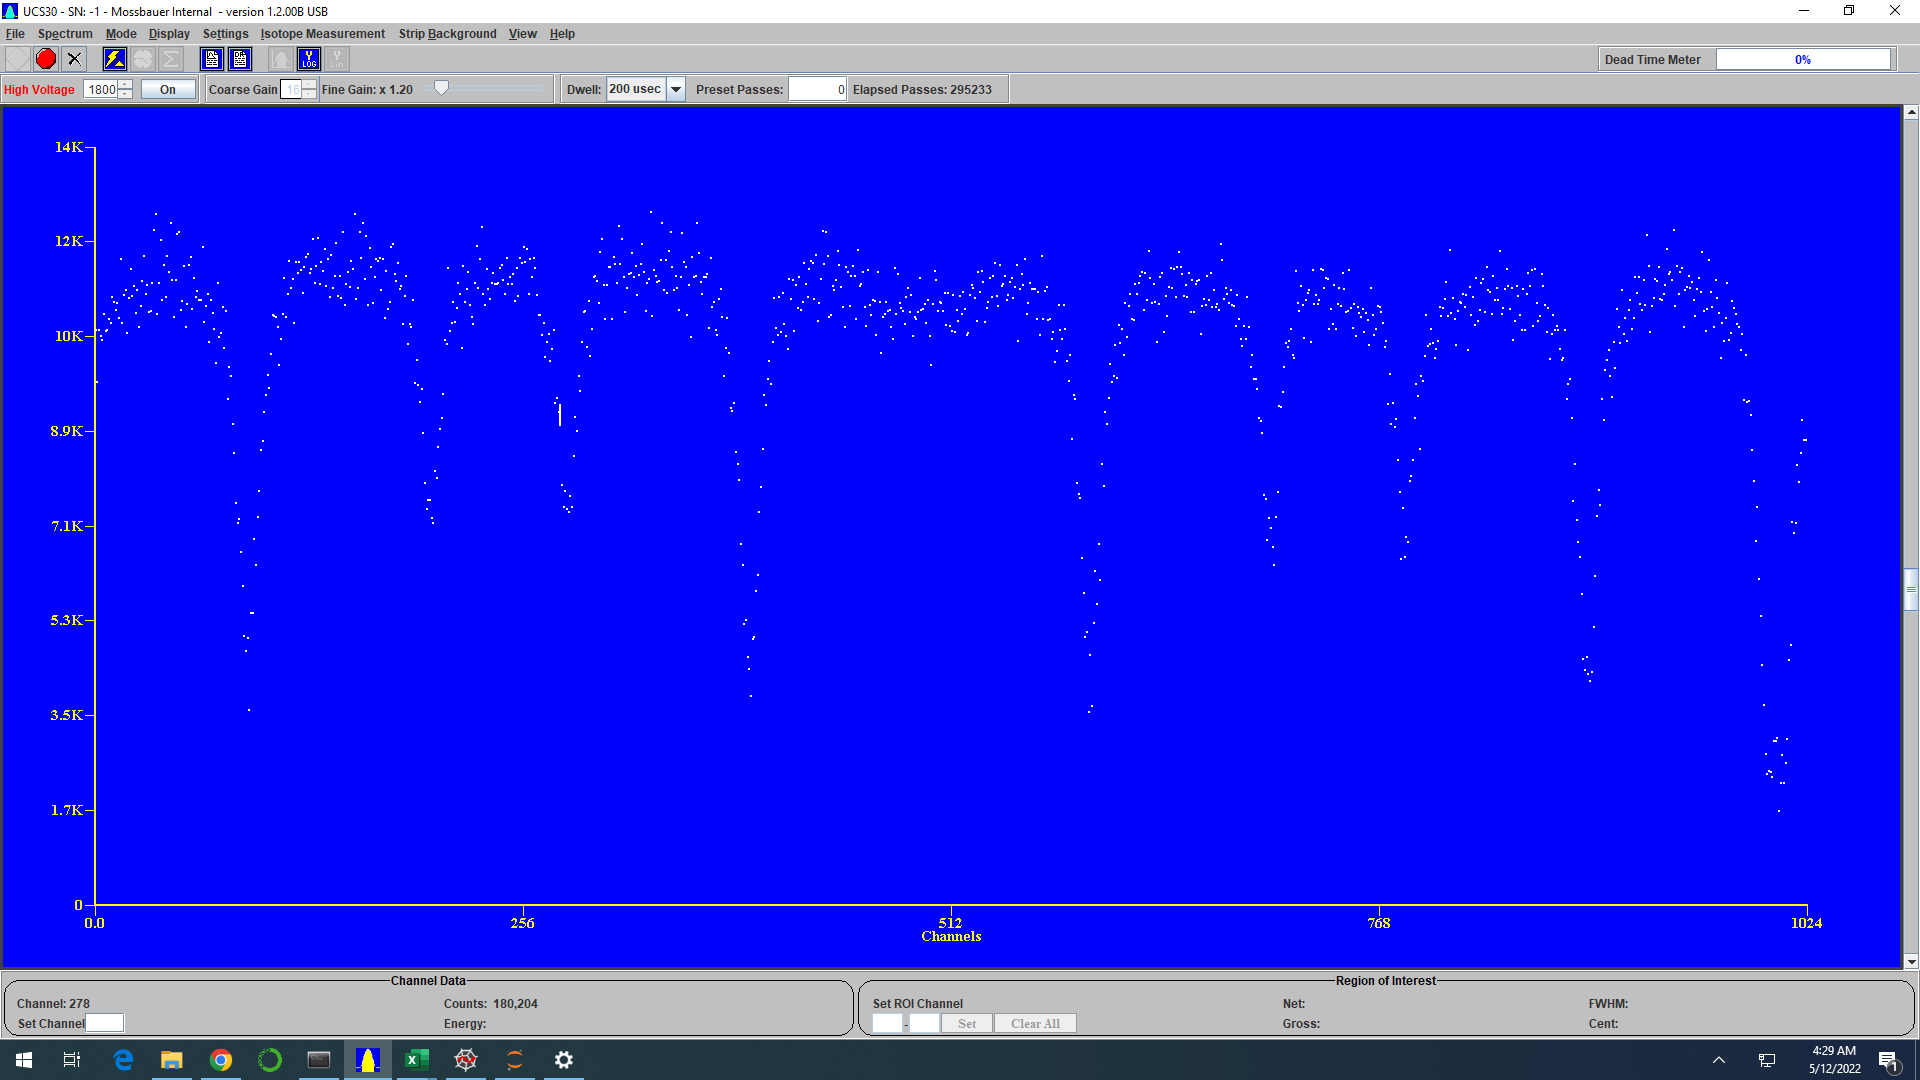 UCS30 - SN: -1 - Mossbauer Internal - version 1.2.00B USB
File Spectrum Mode Display Settings Isotope Measurement Strip Background View Help
Y LOG
Y Lin
Dead Time Meter 0%
High Voltage 1800 On Coarse Gain 16 Fine Gain: x 1.20 Dwell: 200 usec Preset Passes: 0 Elapsed Passes: 295233
14K
12K
10K
8.9K
7.1K
5.3K
3.5K
1.7K
0
0.0 256 512 768 1024
Channels
Channel Data
Channel: 278 Counts: 180,204
Set Channel Energy:
Region of Interest
Set ROI Channel Net: FWHM:
- Set Clear All Gross: Cent:
4:29 AM
5/12/2022
1